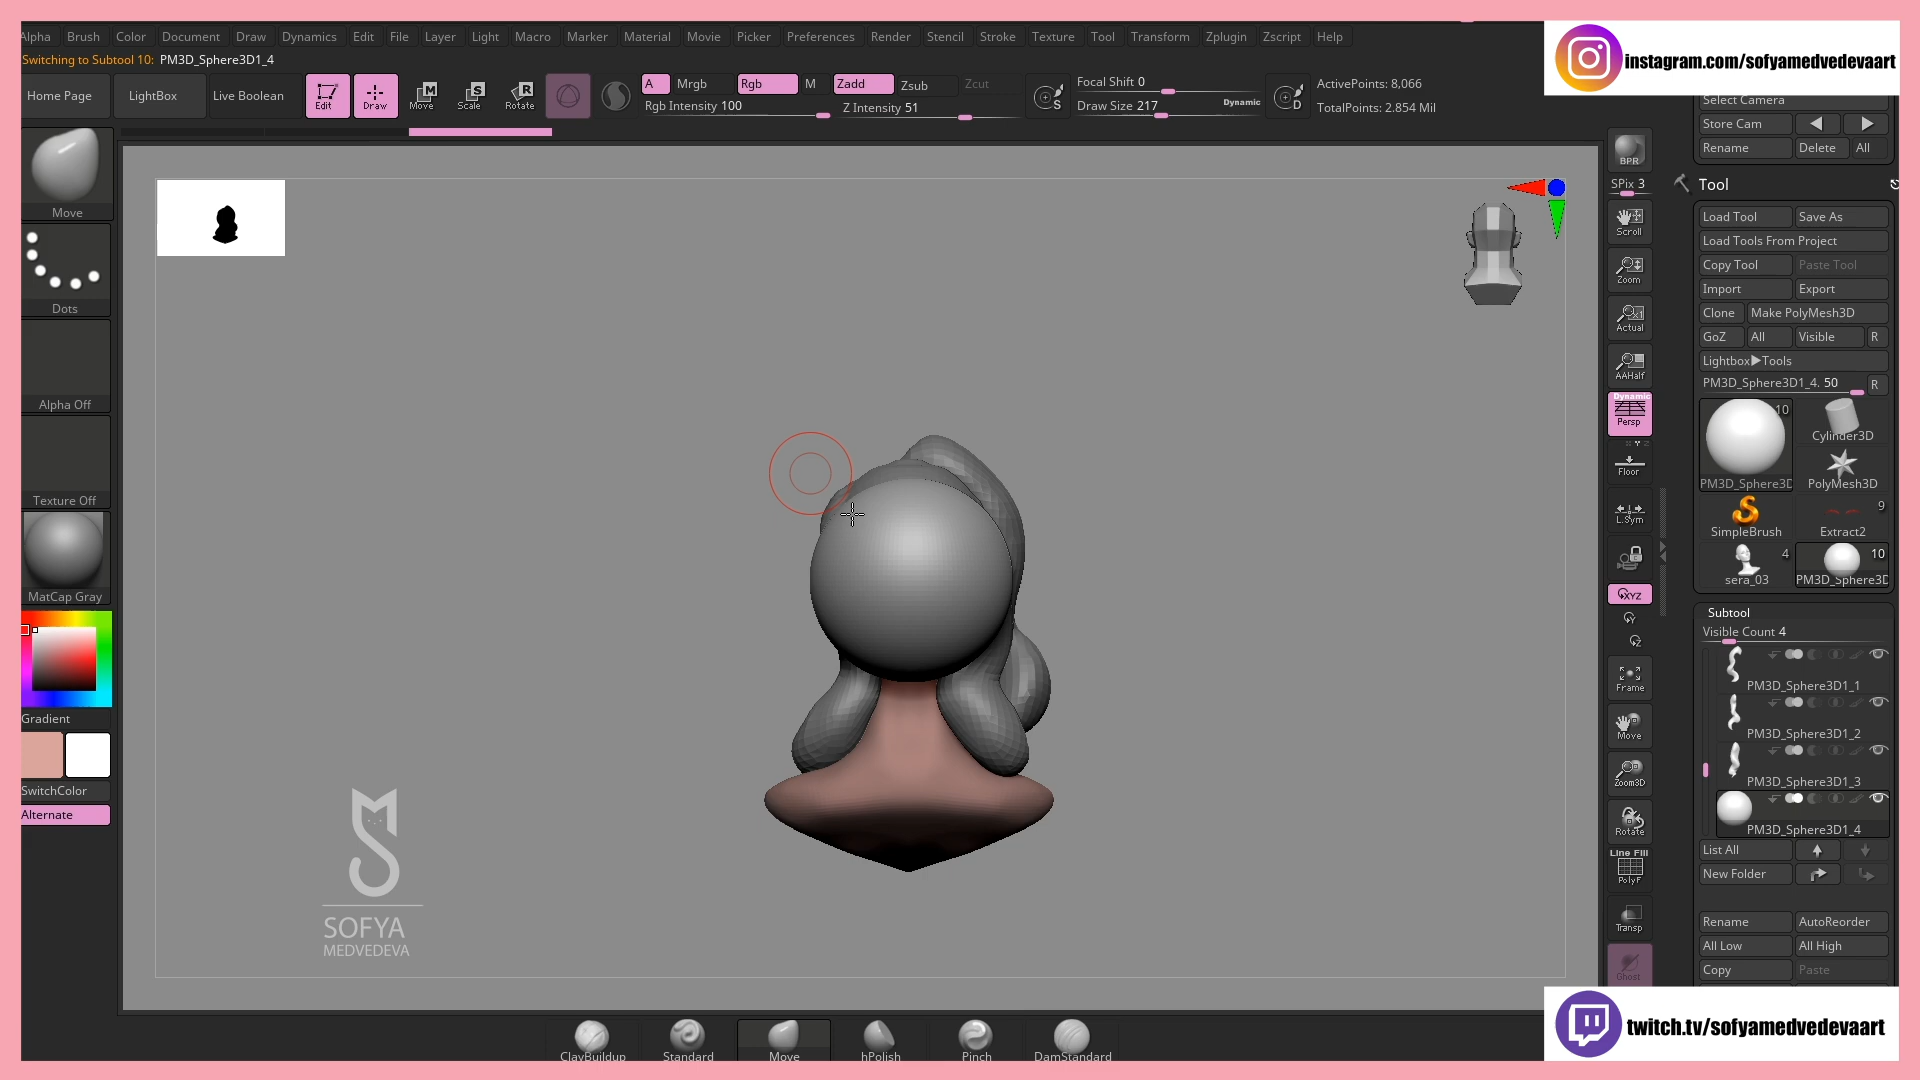 Alpha Brush Color Document Draw Dynamics Edit File Layer Light Macro Marker Material Movie Picker Preferences Render Stencil Stroke Texture Tool Transform Zplugin Zscript Help
instagram.com/sofyamedvedevaart
Switching to Subtool 10: PM3D_Sphere3D1_4
Home Page LightBox Live Boolean Edit Draw Move Scale Rotate
A Mrgb Rgb M Zadd Zsub Zcut
Rgb Intensity 100 Z Intensity 51
S Focal Shift 0
Draw Size 217 Dynamic D
ActivePoints: 8,066
TotalPoints: 2.854 Mil
Move
Dots
Alpha Off
Texture Off
MatCap Gray
Gradient
SwitchColor
Alternate
SOFYA
MEDVEDEVA
BPR
SPix 3
Scroll
Zoom
Actual
AAHalf
Dynamic
Persp
Floor
L.Sym
XYZ
Y
Z
Frame
Move
Zoom3D
Rotate
Line Fill
PolyF
Transp
Ghost
Select Camera
Store Cam
Rename Delete All
Tool
Load Tool Save As
Load Tools From Project
Copy Tool Paste Tool
Import Export
Clone Make PolyMesh3D
GoZ All Visible R
Lightbox▶Tools
PM3D_Sphere3D1_4. 50 R
10
Cylinder3D
PM3D_Sphere3D PolyMesh3D
9
SimpleBrush Extract2
4 10
sera_03 PM3D_Sphere3D
Subtool
Visible Count 4
PM3D_Sphere3D1_1
PM3D_Sphere3D1_2
PM3D_Sphere3D1_3
PM3D_Sphere3D1_4
List All
New Folder
Rename AutoReorder
All Low All High
Copy Paste
ClayBuildup Standard Move hPolish Pinch DamStandard
twitch.tv/sofyamedvedevaart